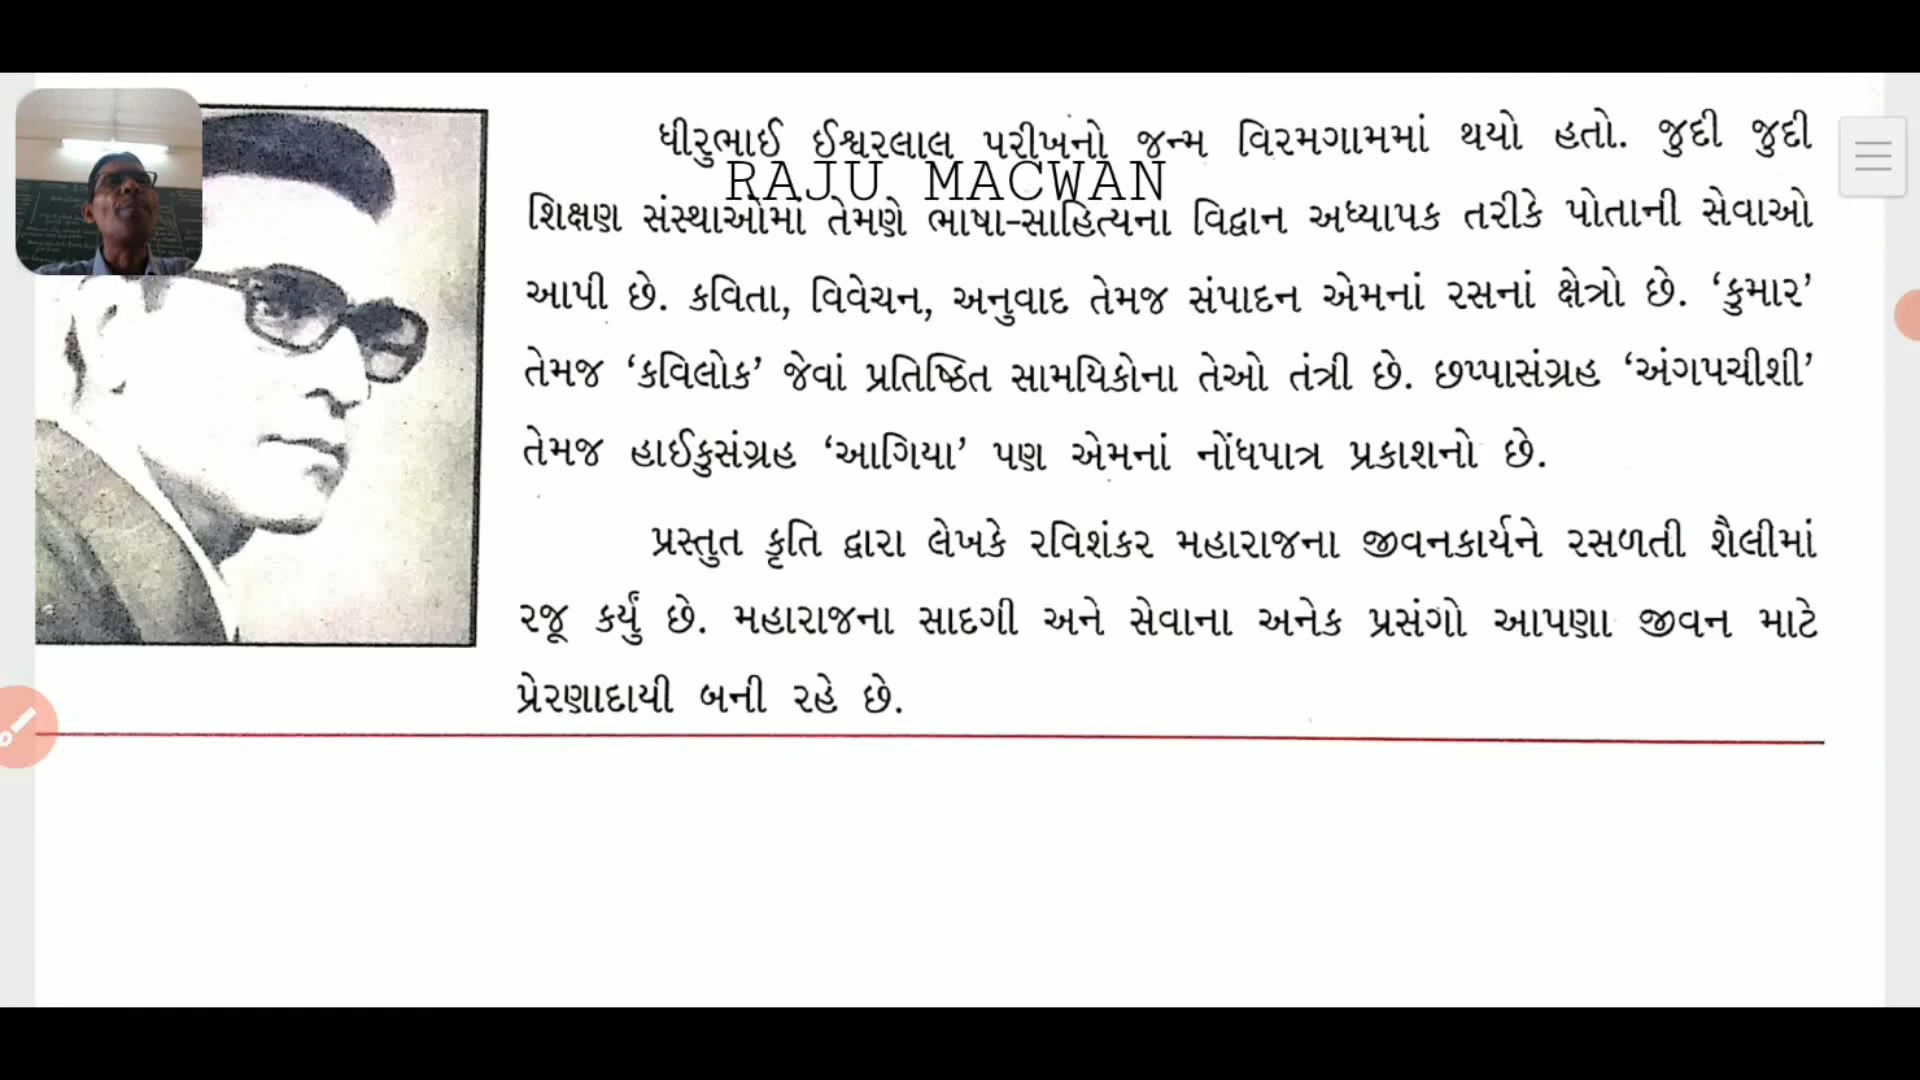 ધીરુભાઈ ઈશ્વરલાલ પરીખનો જન્મ વિરમગામમાં થયો હતો. જુદી જુદી
RAJU MACWAN
શિક્ષણ સંસ્થાઓમાં તેમણે ભાષા-સાહિત્યના વિદ્વાન અધ્યાપક તરીકે પોતાની સેવાઓ
આપી છે. કવિતા, વિવેચન, અનુવાદ તેમજ સંપાદન એમનાં રસનાં ક્ષેત્રો છે. ‘કુમાર’
તેમજ ‘કવિલોક’ જેવાં પ્રતિષ્ઠિત સામયિકોના તેઓ તંત્રી છે. છપ્પાસંગ્રહ ‘અંગપચીશી’
તેમજ હાઈકુસંગ્રહ ‘આગિયા’ પણ એમનાં નોંધપાત્ર પ્રકાશનો છે.
પ્રસ્તુત કૃતિ દ્વારા લેખકે રવિશંકર મહારાજના જીવનકાર્યને રસળતી શૈલીમાં
રજૂ કર્યું છે. મહારાજના સાદગી અને સેવાના અનેક પ્રસંગો આપણા જીવન માટે
પ્રેરણાદાયી બની રહે છે.